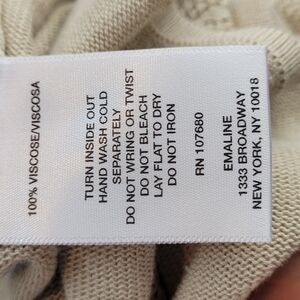 100% VISCOSE/VISCOSA
TURN INSIDE OUT
HAND WASH COLD
SEPARATELY
DO NOT WRING OR TWIST
DO NOT BLEACH
LAY FLAT TO DRY
DO NOT IRON
RN 107680
EMALINE
1333 BROADWAY
NEW YORK, NY 10018